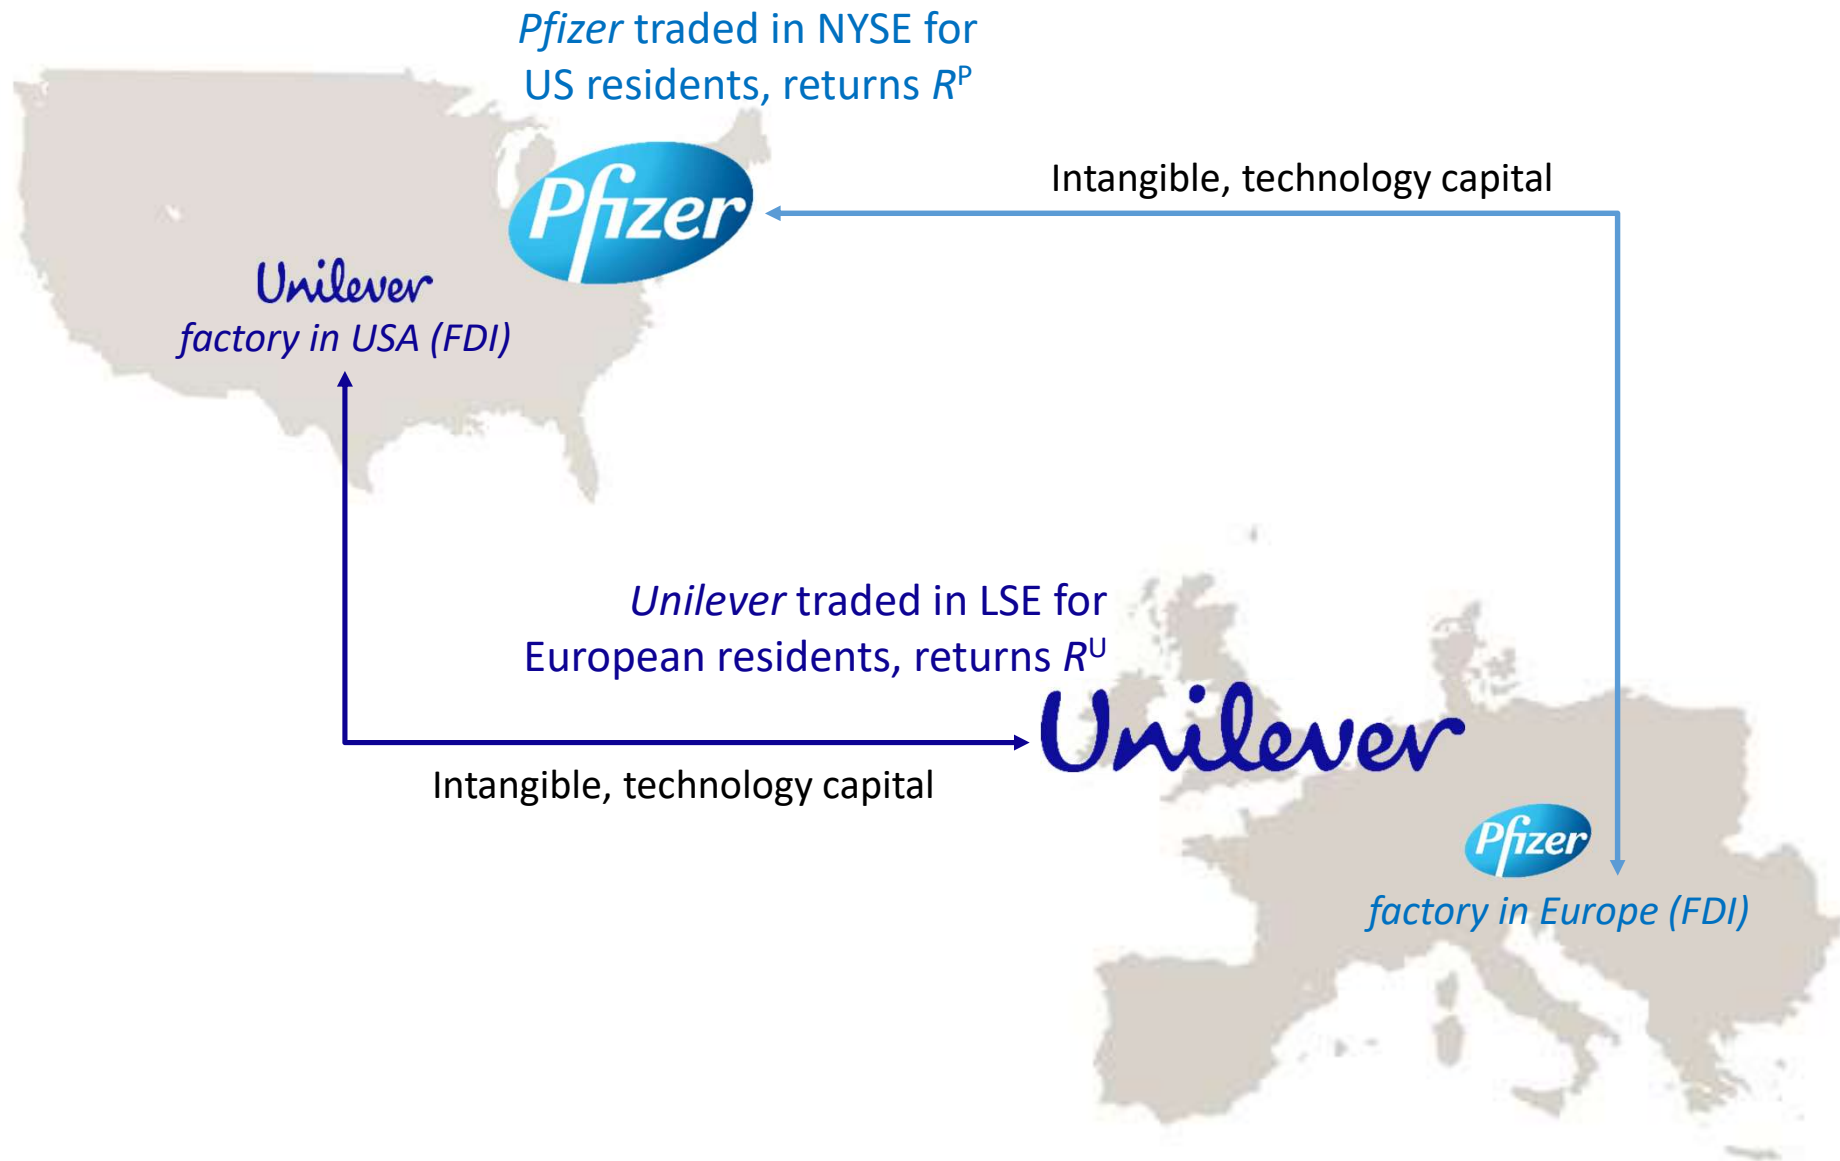 Pfizer traded in NYSE for
US residents, returns R^P
Pfizer
Intangible, technology capital
Unilever
factory in USA (FDI)
Unilever traded in LSE for
European residents, returns R^U
Unilever
Intangible, technology capital
Pfizer
factory in Europe (FDI)